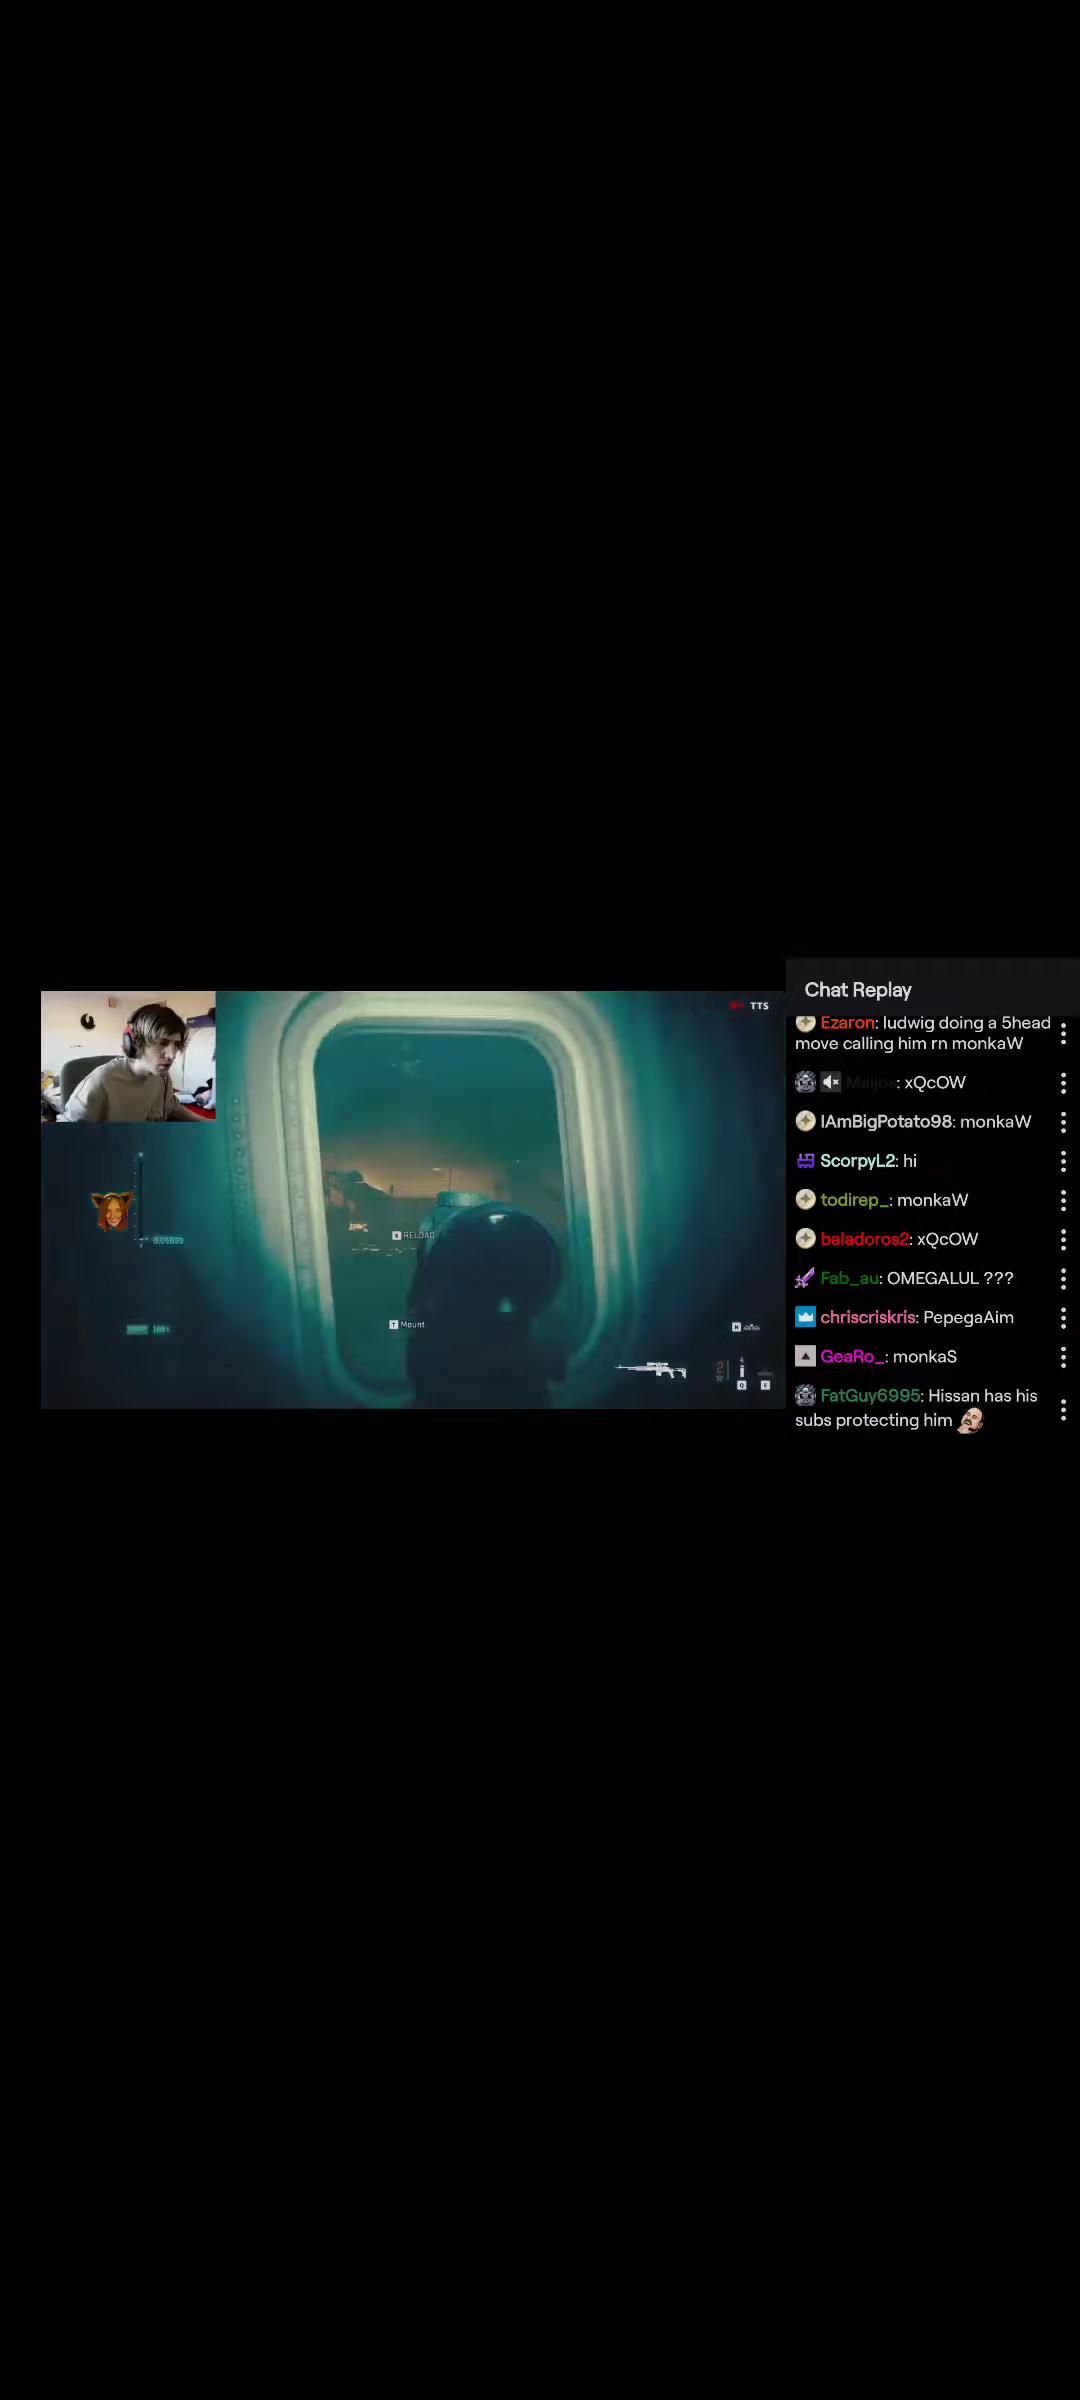 Chat Replay
Ezaron: ludwig doing a 5head
move calling him rn monkaW
: xQcOW
IAmBigPotato98: monkaW
ScorpyL2: hi
todirep_: monkaW
baladoros2: xQcOW
Fab_au: OMEGALUL ???
chriscriskris: PepegaAim
GeaRo_: monkaS
FatGuy6995: Hissan has his
subs protecting him
TTS
R RELOAD
T Mount
N